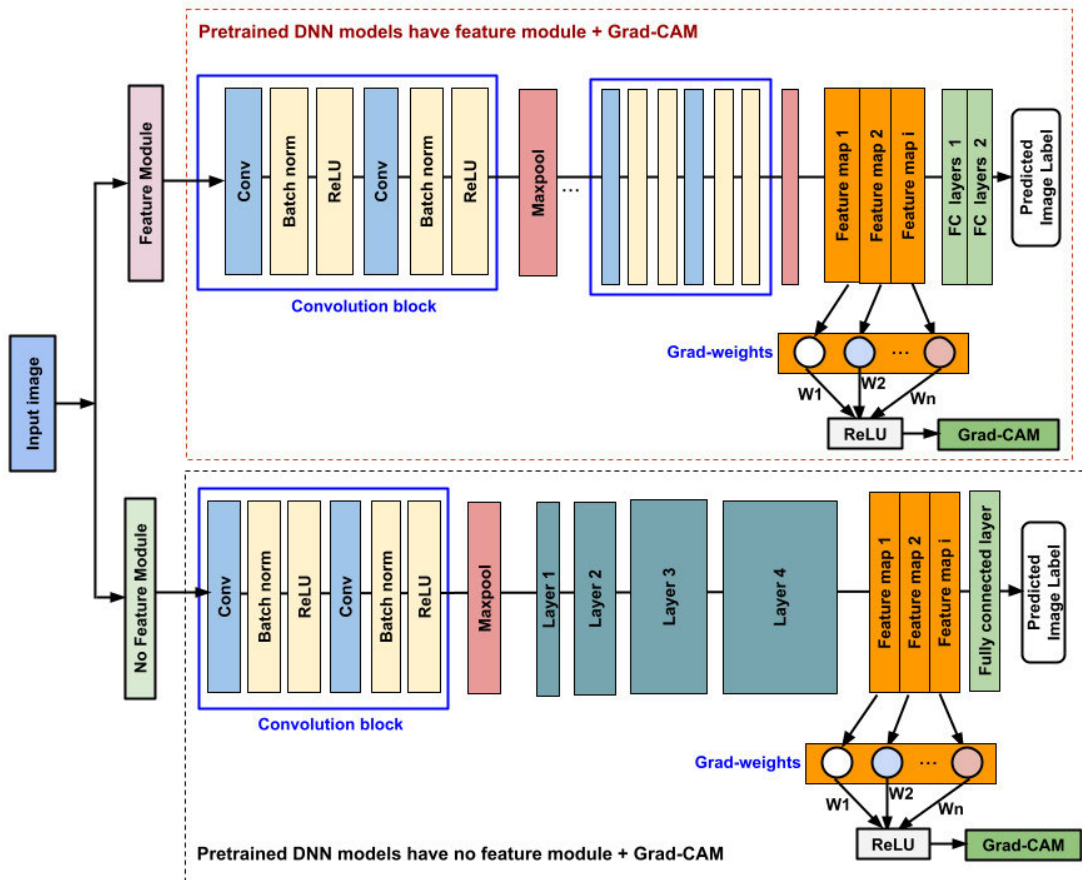 Pretrained DNN models have feature module + Grad-CAM
Input image
Feature Module
Conv
Batch norm
ReLU
Conv
Batch norm
ReLU
Convolution block
Maxpool
...
Feature map 1
Feature map 2
Feature map i
FC layers 1
FC layers 2
Predicted
Image Label
Grad-weights
...
W1
W2
Wn
ReLU
Grad-CAM
No Feature Module
Conv
Batch norm
ReLU
Conv
Batch norm
ReLU
Convolution block
Maxpool
Layer 1
Layer 2
Layer 3
Layer 4
Feature map 1
Feature map 2
Feature map i
Fully connected layer
Predicted
Image Label
Grad-weights
...
W1
W2
Wn
ReLU
Grad-CAM
Pretrained DNN models have no feature module + Grad-CAM